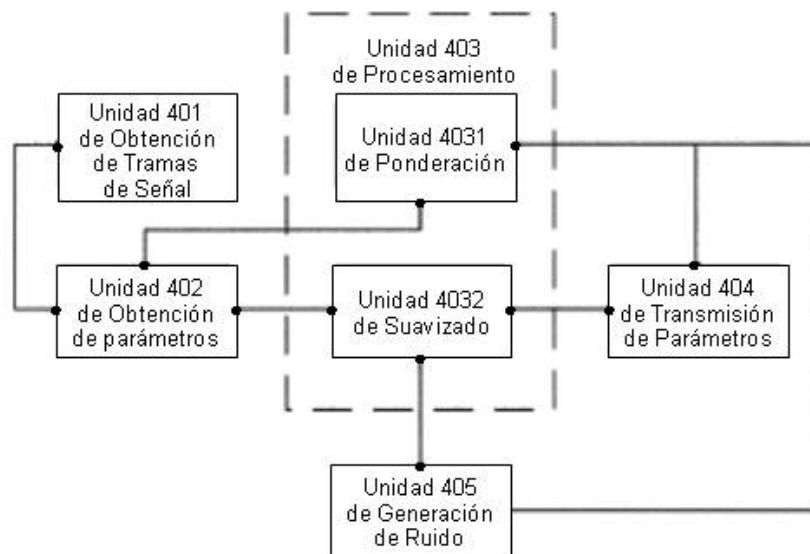 Unidad 403
de Procesamiento
Unidad 401
de Obtención
de Tramas
de Señal
Unidad 4031
de Ponderación
Unidad 402
de Obtención
de parámetros
Unidad 4032
de Suavizado
Unidad 404
de Transmisión
de Parámetros
Unidad 405
de Generación
de Ruido